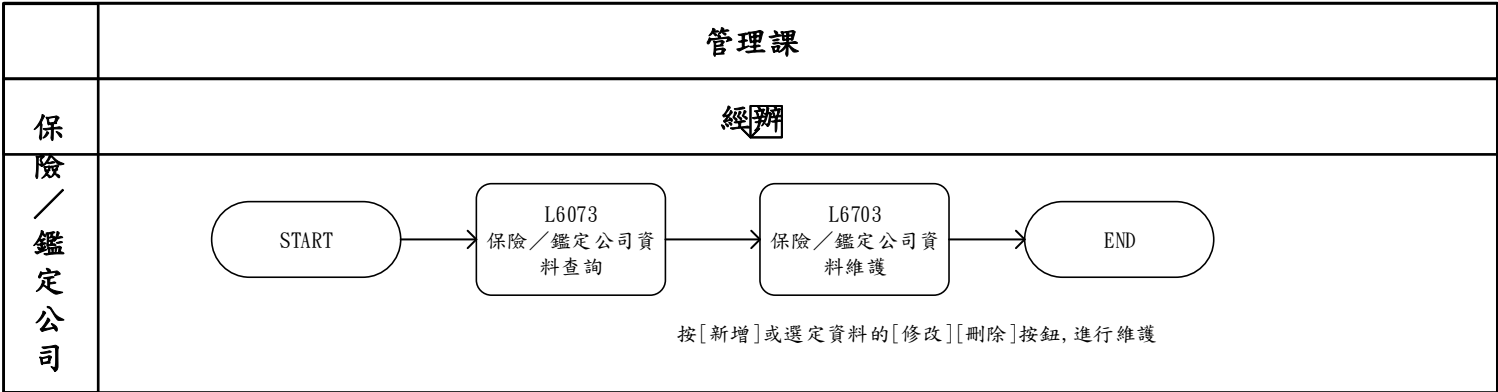 管理課
經辦
保險／鑑定公司
START
L6073
保險／鑑定公司資
料查詢
L6703
保險／鑑定公司資
料維護
END
按[新增]或選定資料的[修改][刪除]按鈕,進行維護